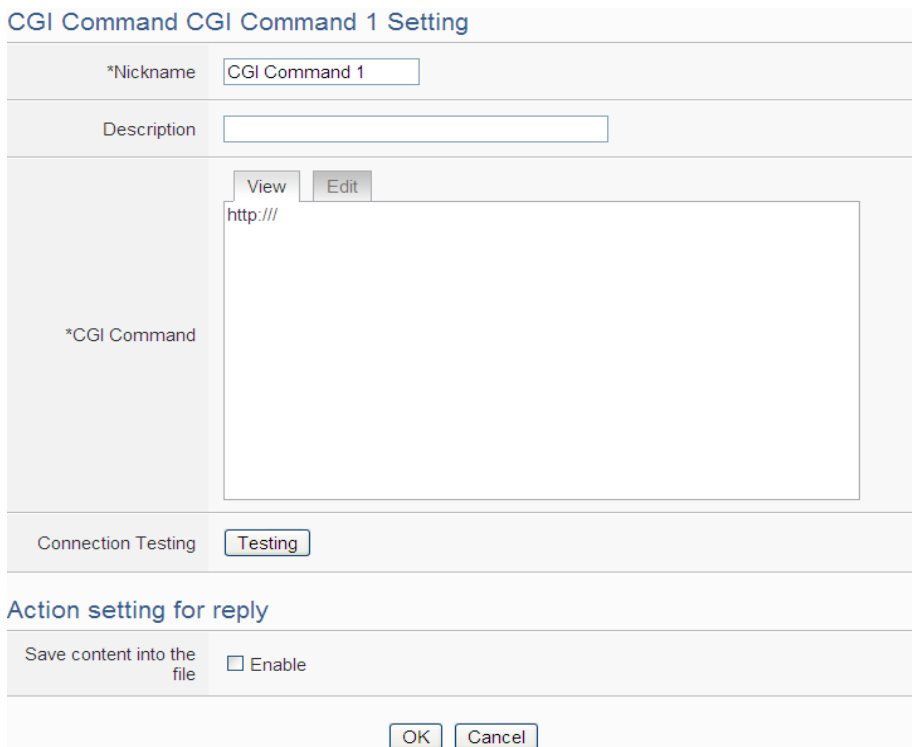 CGI Command CGI Command 1 Setting
*Nickname CGI Command 1
Description
View Edit
http:///
*CGI Command
Connection Testing Testing
Action setting for reply
Save content into the
file Enable
OK Cancel